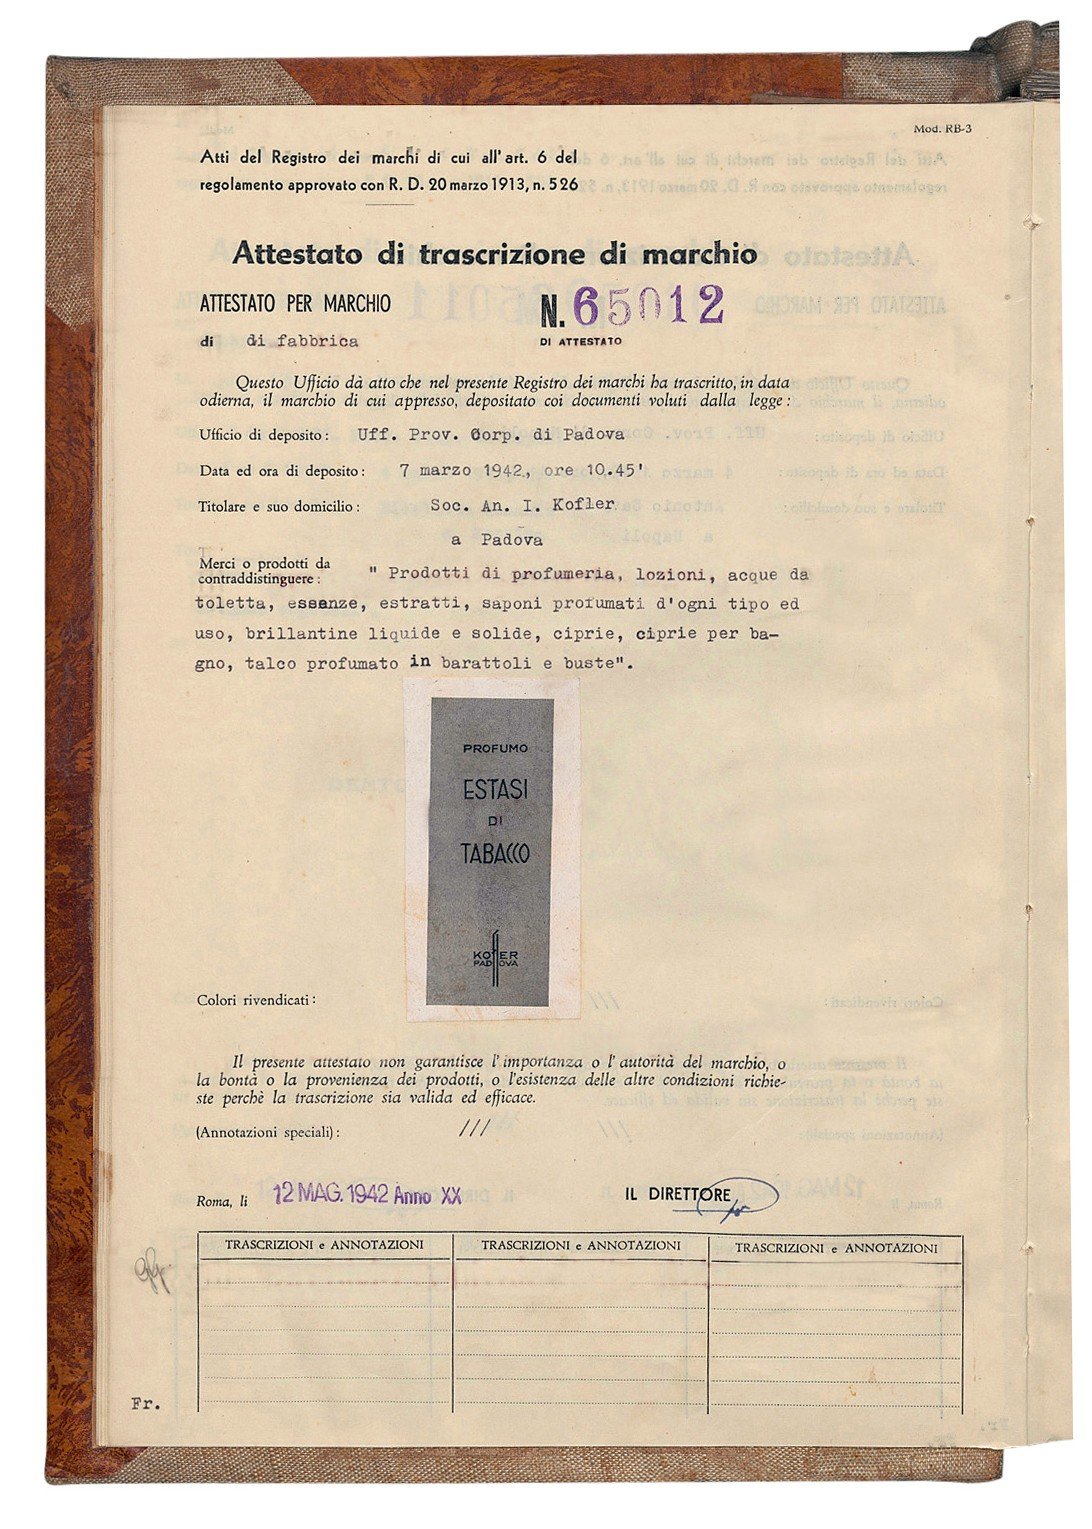 Mod. RB-3
Atti del Registro dei marchi di cui all'art. 6 del
regolamento approvato con R. D. 20 marzo 1913, n. 526
Attestato di trascrizione di marchio
ATTESTATO PER MARCHIO
N. 65012
di di fabbrica
DI ATTESTATO
Questo Ufficio dà atto che nel presente Registro dei marchi ha trascritto, in data
odierna, il marchio di cui appresso, depositato coi documenti voluti dalla legge:
Ufficio di deposito: Uff. Prov. Corp. di Padova
Data ed ora di deposito: 7 marzo 1942, ore 10.45'
Titolare e suo domicilio: Soc. An. I. Kofler
a Padova
Merci o prodotti da
contraddistinguere: " Prodotti di profumeria, lozioni, acque da
toletta, essenze, estratti, saponi profumati d'ogni tipo ed
uso, brillantine liquide e solide, ciprie, ciprie per ba-
gno, talco profumato in barattoli e buste".
PROFUMO
ESTASI
DI
TABACCO
KOFLER
PADOVA
Colori rivendicati:
Il presente attestato non garantisce l'importanza o l'autorità del marchio, o
la bontà o la provenienza dei prodotti, o l'esistenza delle altre condizioni richie-
ste perchè la trascrizione sia valida ed efficace.
(Annotazioni speciali): ///
Roma, li 12 MAG. 1942 Anno XX
IL DIRETTORE
TRASCRIZIONI e ANNOTAZIONI
TRASCRIZIONI e ANNOTAZIONI
TRASCRIZIONI e ANNOTAZIONI
Fr.